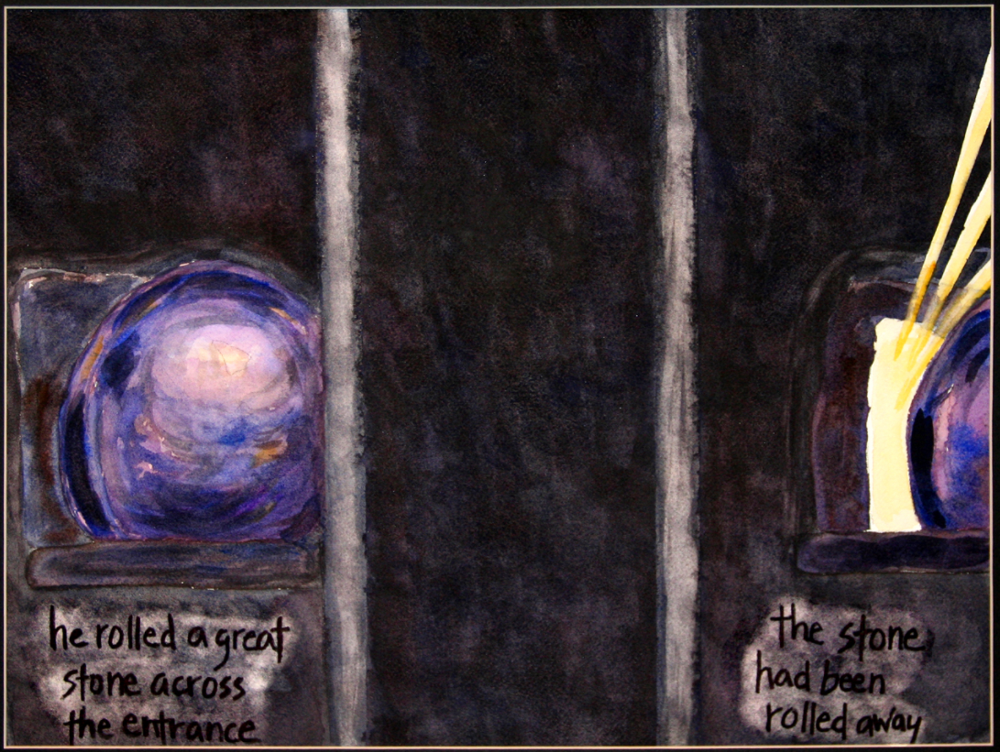 he rolled a great
stone across
the entrance
the stone
had been
rolled away